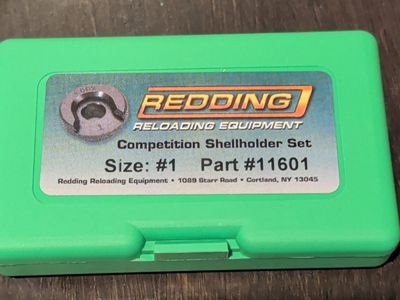 REDDING
RELOADING EQUIPMENT
Competition Shellholder Set
Size: #1 Part #11601
Redding Reloading Equipment • 1089 Starr Road • Cortland, NY 13045